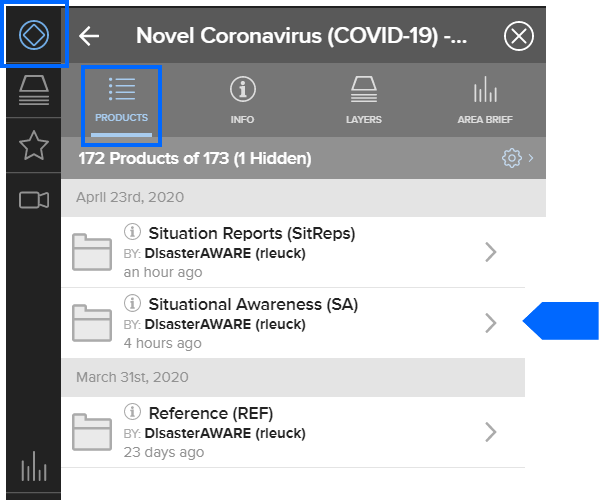 Novel Coronavirus (COVID-19) -...
PRODUCTS
INFO
LAYERS
AREA BRIEF
172 Products of 173 (1 Hidden)
April 23rd, 2020
Situation Reports (SitReps)
BY: DisasterAWARE (rleuck)
an hour ago
Situational Awareness (SA)
BY: DisasterAWARE (rleuck)
4 hours ago
March 31st, 2020
Reference (REF)
BY: DisasterAWARE (rleuck)
23 days ago